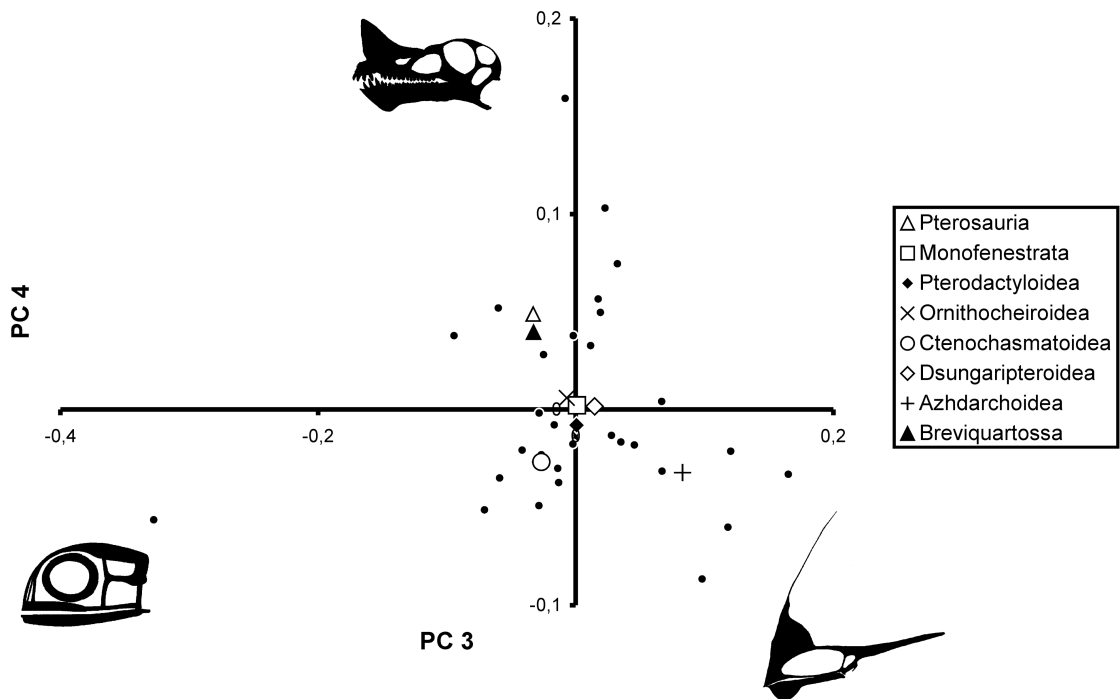 0,2
0,1
PC 4
0
-0,4
-0,2
0
0,2
-0,1
PC 3
Pterosauria
Monofenestrata
Pterodactyloidea
Ornithocheiroidea
Ctenochasmatoidea
Dsungaripteroidea
Azhdarchoidea
Breviquartossa